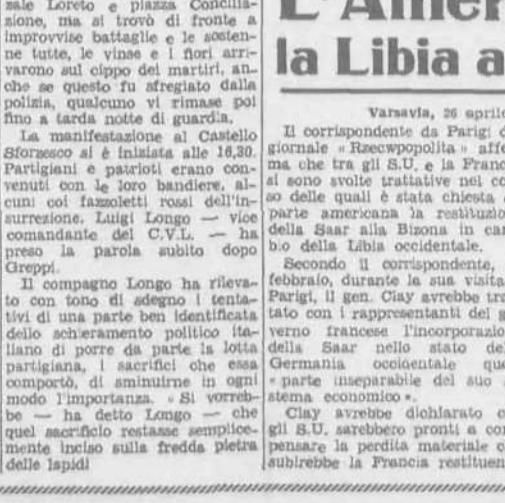 sale Loreto e piazza Concilia-
zione, ma si trovò di fronte a
improvvise battaglie e le sosten-
ne tutte, le vinse e i fiori arri-
varono sul cippo dei martiri, an-
che se questo fu sfregiato dalla
polizia, qualcuno vi rimase poi
fino a tarda notte di guardia.
La manifestazione al Castello
Sforzesco si è iniziata alle 16,30.
Partigiani e patrioti erano con-
venuti con le loro bandiere, al-
cuni coi fazzoletti rossi dell'in-
surrezione. Luigi Longo — vice
comandante del C.V.L. — ha
preso la parola subito dopo
Greppi.
Il compagno Longo ha rileva-
to con tono di sdegno i tenta-
tivi di una parte ben identificata
dello schieramento politico ita-
liano di porre da parte la lotta
partigiana, i sacrifici che essa
comportò, di sminuirne in ogni
modo l'importanza. « Si vorreb-
be — ha detto Longo — che
quel sacrificio restasse semplice-
mente inciso sulla fredda pietra
delle lapidi
L'Amer
la Libia a
Varsavia, 26 aprile
Il corrispondente da Parigi d
giornale « Rzecwpopolita » affe
ma che tra gli S.U. e la Franc
si sono svolte trattative nel co
so delle quali è stata chiesta
parte americana la restituzio
della Saar alla Bizona in cam
bio della Libia occidentale.
Secondo il corrispondente,
febbraio, durante la sua visita
Parigi, il gen. Clay avrebbe tra
tato con i rappresentanti del g
verno francese l'incorporazio
della Saar nello stato del
Germania occidentale que
« parte inseparabile del suo
stema economico ».
Clay avrebbe dichiarato c
gli S.U. sarebbero pronti a com
pensare la perdita materiale c
subirebbe la Francia restituen